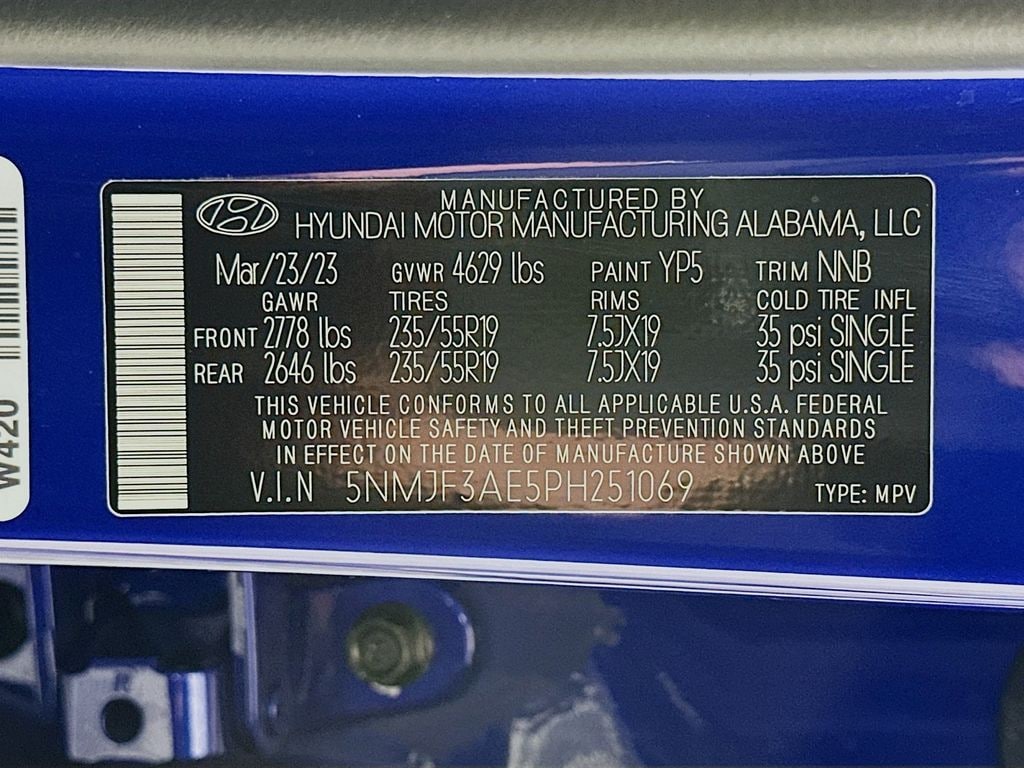 MANUFACTURED BY
HYUNDAI MOTOR MANUFACTURING ALABAMA, LLC
Mar/23/23 GVWR 4629 lbs PAINT YP5 TRIM NNB
GAWR TIRES RIMS COLD TIRE INFL
FRONT 2778 lbs 235/55R19 7.5JX19 35 psi SINGLE
REAR 2646 lbs 235/55R19 7.5JX19 35 psi SINGLE
THIS VEHICLE CONFORMS TO ALL APPLICABLE U.S.A. FEDERAL
MOTOR VEHICLE SAFETY AND THEFT PREVENTION STANDARDS
IN EFFECT ON THE DATE OF MANUFACTURE SHOWN ABOVE
V.I.N 5NMJF3AE5PH251069 TYPE: MPV
W420